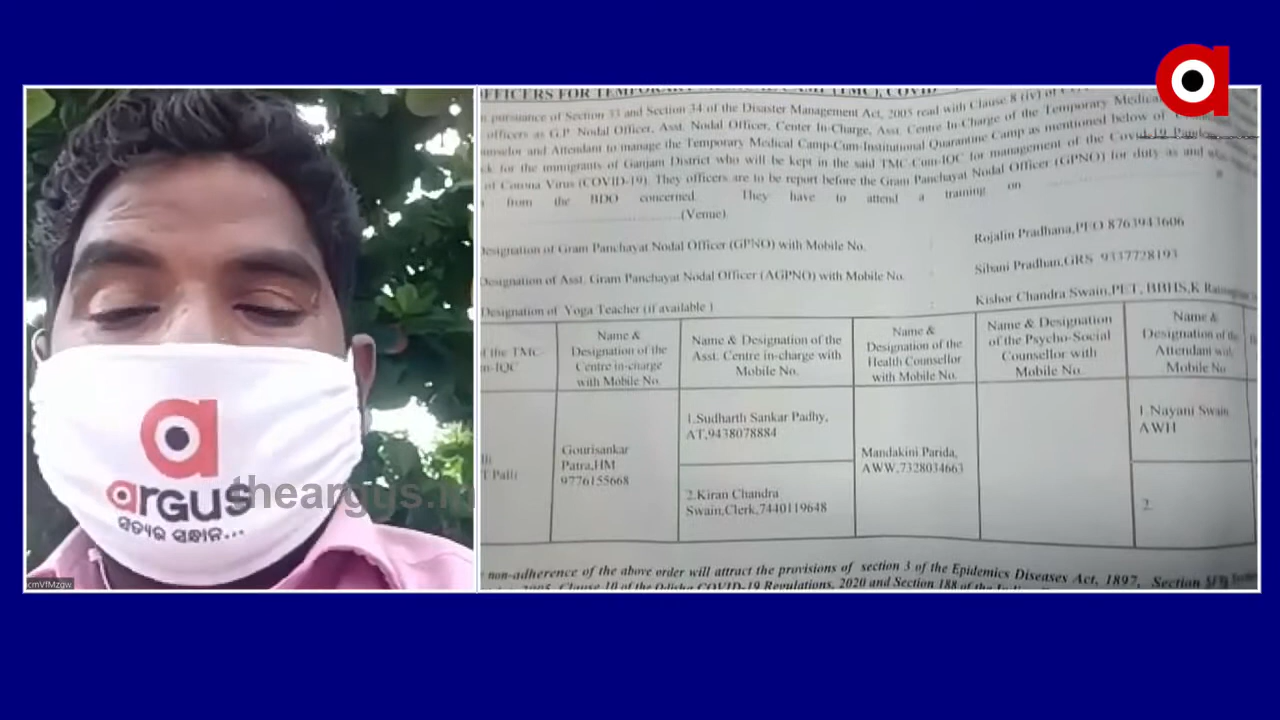 argus
ସତ୍ୟର ସନ୍ଧାନ...
theargus.in
cmVfMzgw
OFFICERS FOR TEMPORARY MEDICAL CAMP (TMC), COVID
n pursuance of Section 33 and Section 34 of the Disaster Management Act, 2005 read with Clause 8 (iv) of
officers as G.P. Nodal Officer, Asst. Nodal Officer, Center In-Charge, Asst. Centre In-Charge of the Temporary Medical
unselor and Attendant to manage the Temporary Medical Camp-Cum-Institutional Quarantine Camp as mentioned below of
ck for the immigrants of Ganjam District who will be kept in the said TMC-Cum-IQC for management of the Covid
of Corona Virus (COVID-19). They officers are to be report before the Gram Panchayat Nodal Officer (GPNO) for duty as and
from the BDO concerned. They have to attend a training on
(Venue)
Designation of Gram Panchayat Nodal Officer (GPNO) with Mobile No. Rojalin Pradhana,PEO 8763943606
Designation of Asst. Gram Panchayat Nodal Officer (AGPNO) with Mobile No. : Sibani Pradhan,GRS 9337728193
Designation of Yoga Teacher (if available ) : Kishor Chandra Swain,PET, BBHS,K
f the TMC-
m-IQC
Name &
Designation of the
Centre in-charge
with Mobile No.
Name & Designation of the
Asst. Centre in-charge with
Mobile No.
Name &
Designation of the
Health Counsellor
with Mobile No.
Name & Designation
of the Psycho-Social
Counsellor with
Mobile No.
Name &
Designation of the
Attendant with
Mobile No
Palli
Gourisankar
Patra,HM
9776155668
1.Sudharth Sankar Padhy,
AT,9438078884
2.Kiran Chandra
Swain,Clerk,7440119648
Mandakini Parida,
AWW,7328034663
1.Nayani Swain
AWH
2.
non-adherence of the above order will attract the provisions of section 3 of the Epidemics Diseases Act, 1897, Section
2005, Clause 10 of the Odisha COVID-19 Regulations, 2020 and Section 188 of the